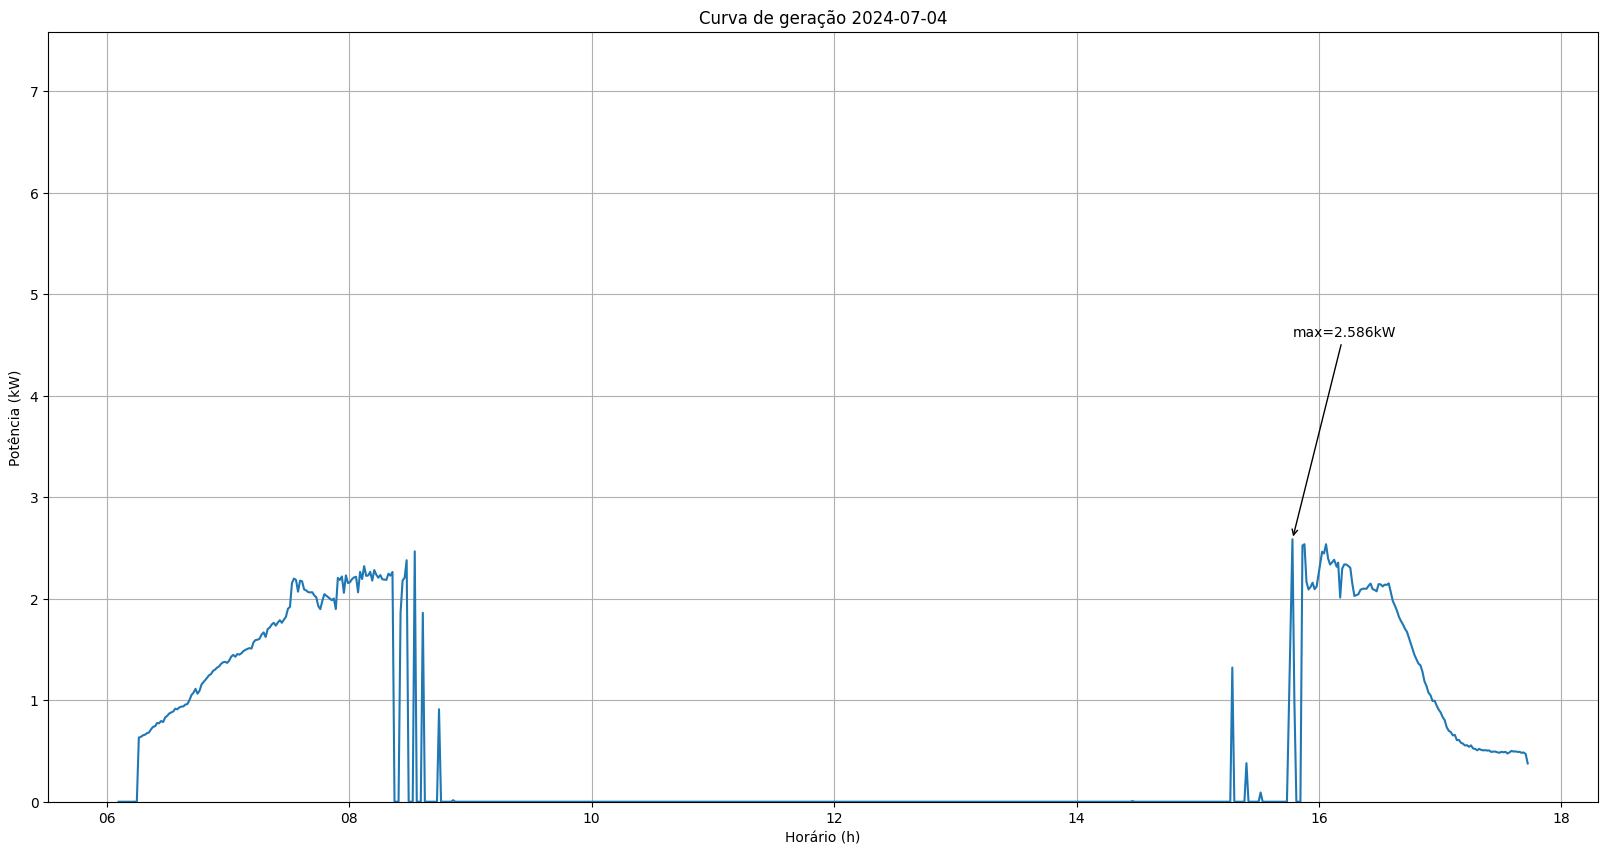 Curva de geração 2024-07-04
7
6
5
max=2.586kW
4
Potência (kW)
3
2
1
0
06 08 10 12 14 16 18
Horário (h)